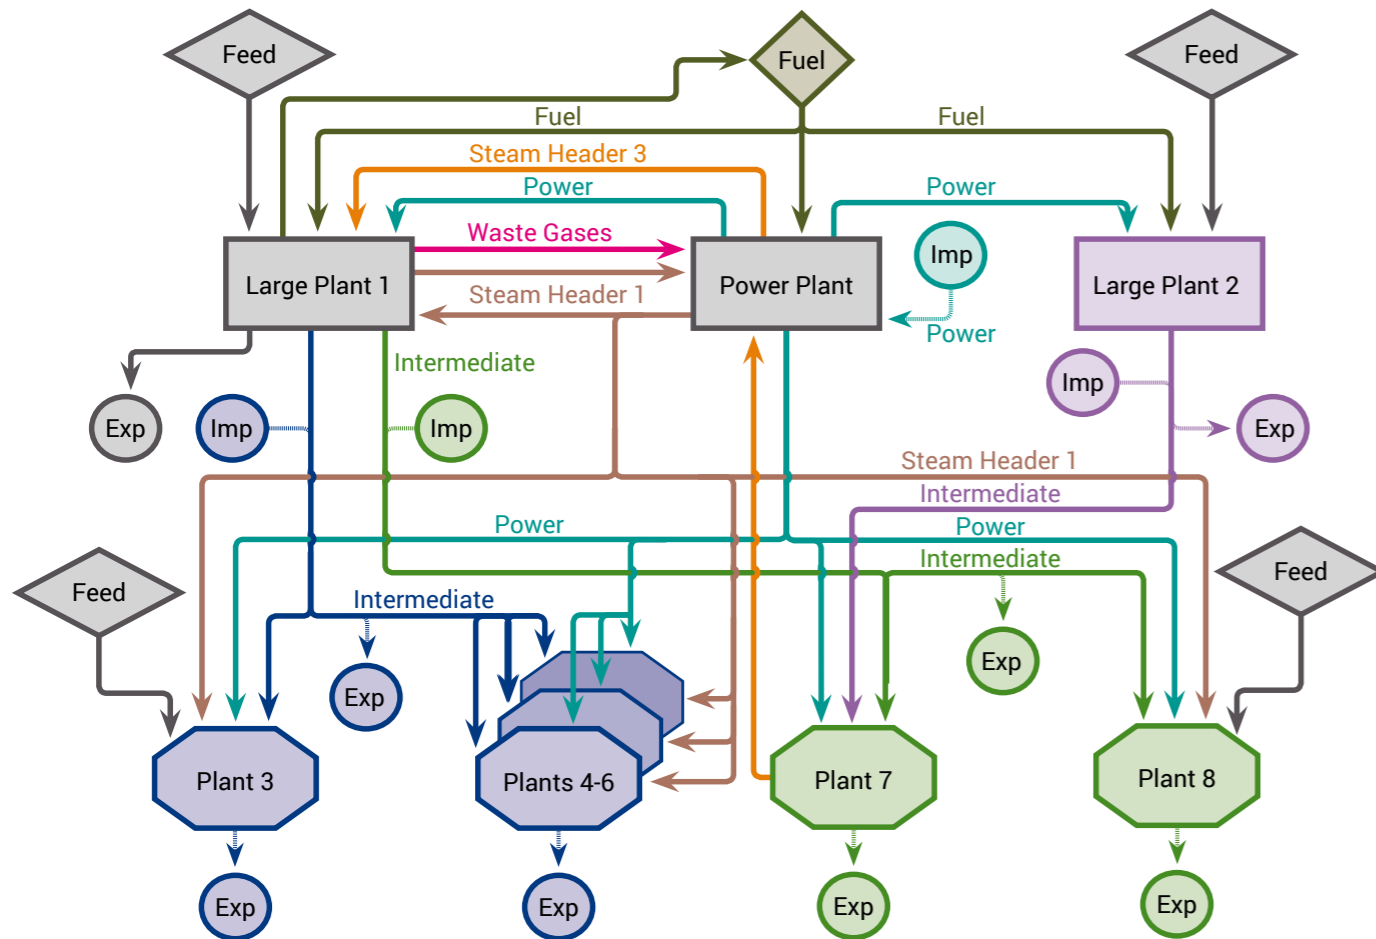 Feed
Fuel
Feed
Fuel
Fuel
Steam Header 3
Power
Power
Waste Gases
Imp
Large Plant 1
Power Plant
Large Plant 2
Steam Header 1
Power
Intermediate
Imp
Exp
Imp
Imp
Exp
Steam Header 1
Intermediate
Power
Power
Intermediate
Feed
Feed
Intermediate
Exp
Exp
Plant 3
Plants 4-6
Plant 7
Plant 8
Exp
Exp
Exp
Exp